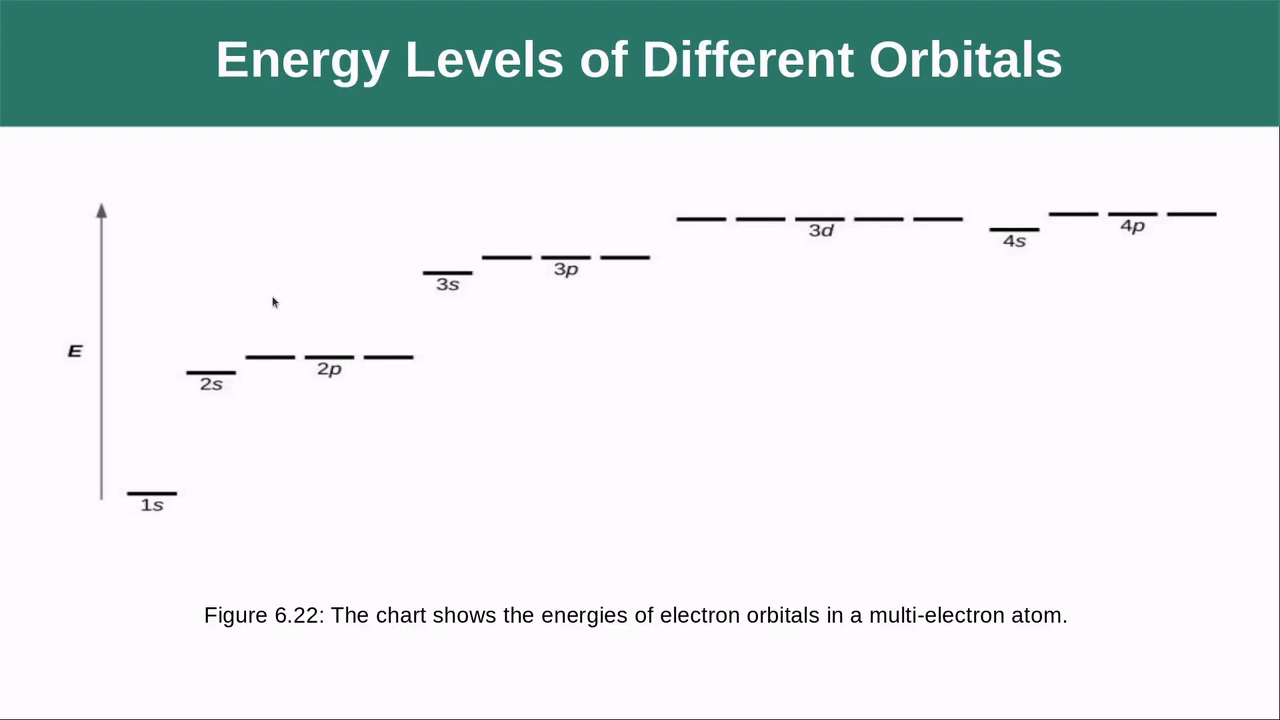 Energy Levels of Different Orbitals
4p
3d
4s
3p
3s
E
2p
2s
1s
Figure 6.22: The chart shows the energies of electron orbitals in a multi-electron atom.